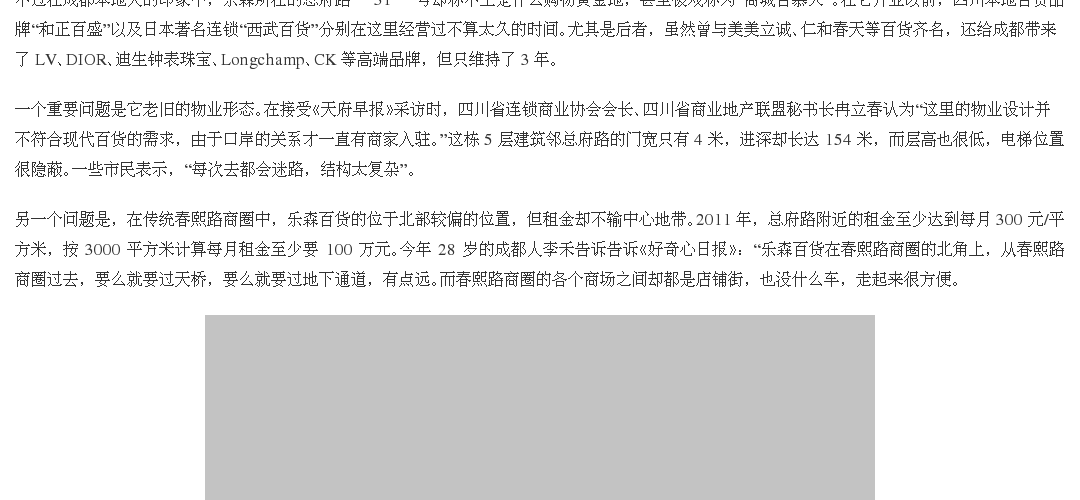 牌“和正百盛”以及日本著名连锁“西武百货”分别在这里经营过不算太久的时间。尤其是后者，虽然曾与美美立诚、仁和春天等百货齐名，还给成都带来
了 LV、DIOR、迪生钟表珠宝、Longchamp、CK 等高端品牌，但只维持了 3 年。
一个重要问题是它老旧的物业形态。在接受《天府早报》采访时，四川省连锁商业协会会长、四川省商业地产联盟秘书长冉立春认为“这里的物业设计并
不符合现代百货的需求，由于口岸的关系才一直有商家入驻。”这栋 5 层建筑邻总府路的门宽只有 4 米，进深却长达 154 米，而层高也很低，电梯位置
很隐蔽。一些市民表示，“每次去都会迷路，结构太复杂”。
另一个问题是，在传统春熙路商圈中，乐森百货的位于北部较偏的位置，但租金却不输中心地带。2011 年，总府路附近的租金至少达到每月 300 元/平
方米，按 3000 平方米计算每月租金至少要 100 万元。今年 28 岁的成都人李禾告诉告诉《好奇心日报》：“乐森百货在春熙路商圈的北角上，从春熙路
商圈过去，要么就要过天桥，要么就要过地下通道，有点远。而春熙路商圈的各个商场之间却都是店铺街，也没什么车，走起来很方便。